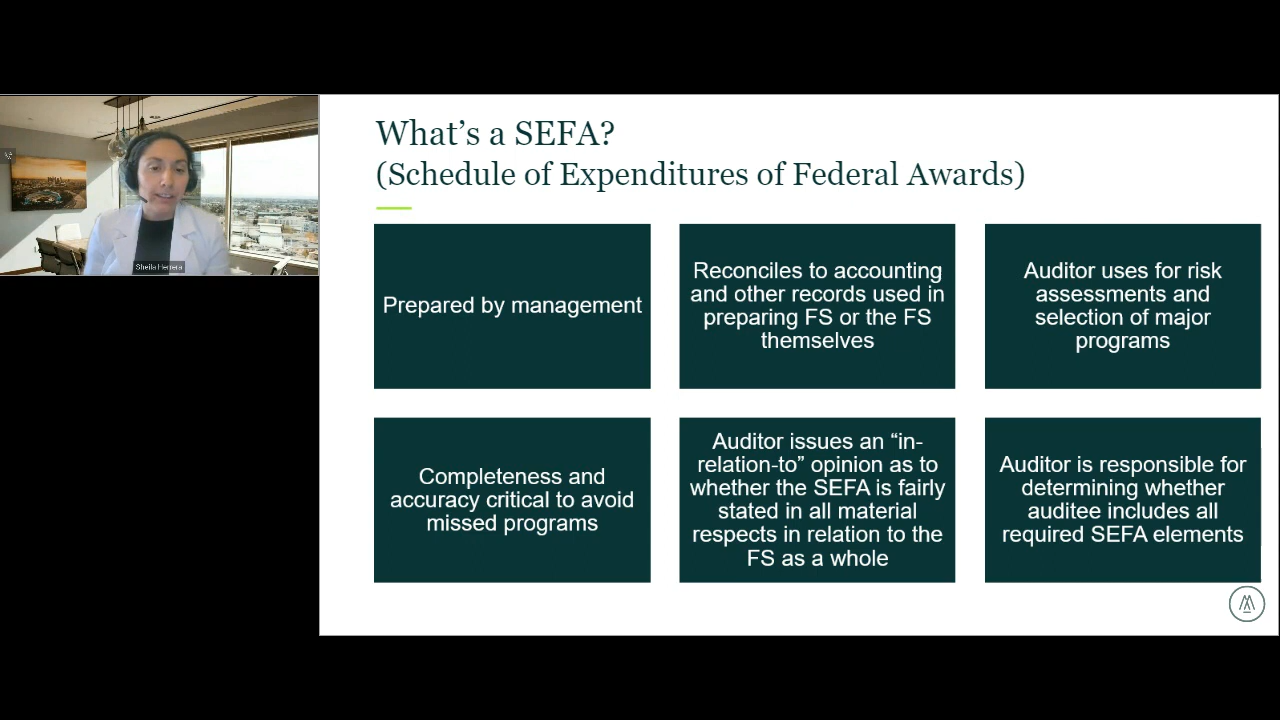 What’s a SEFA?
(Schedule of Expenditures of Federal Awards)
Prepared by management
Reconciles to accounting
and other records used in
preparing FS or the FS
themselves
Auditor uses for risk
assessments and
selection of major
programs
Completeness and
accuracy critical to avoid
missed programs
Auditor issues an “in-
relation-to” opinion as to
whether the SEFA is fairly
stated in all material
respects in relation to the
FS as a whole
Auditor is responsible for
determining whether
auditee includes all
required SEFA elements
Sheila Herrera